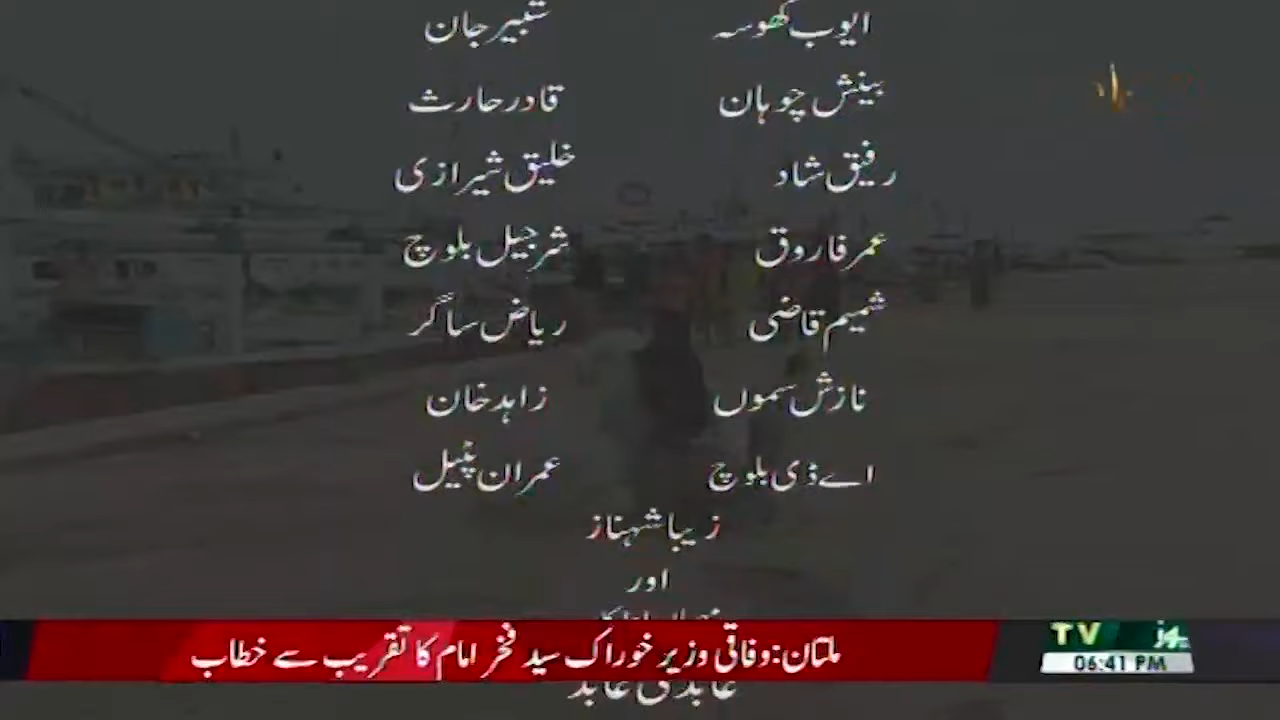 ایوب کھوسہ شبیر جان
بینش چوہان قادر حارث
رفیق شاد خلیق شیرازی
عمر فاروق شرجیل بلوچ
شمیم قاضی ریاض ساگر
نازش سموں زاہد خان
اے ڈی بلوچ عمران پٹیل
زیبا شہناز
اور
ملتان:وفاقی وزیر خوراک سید فخر امام کا تقریب سے خطاب
TV نیوز
06:41 PM
عابد